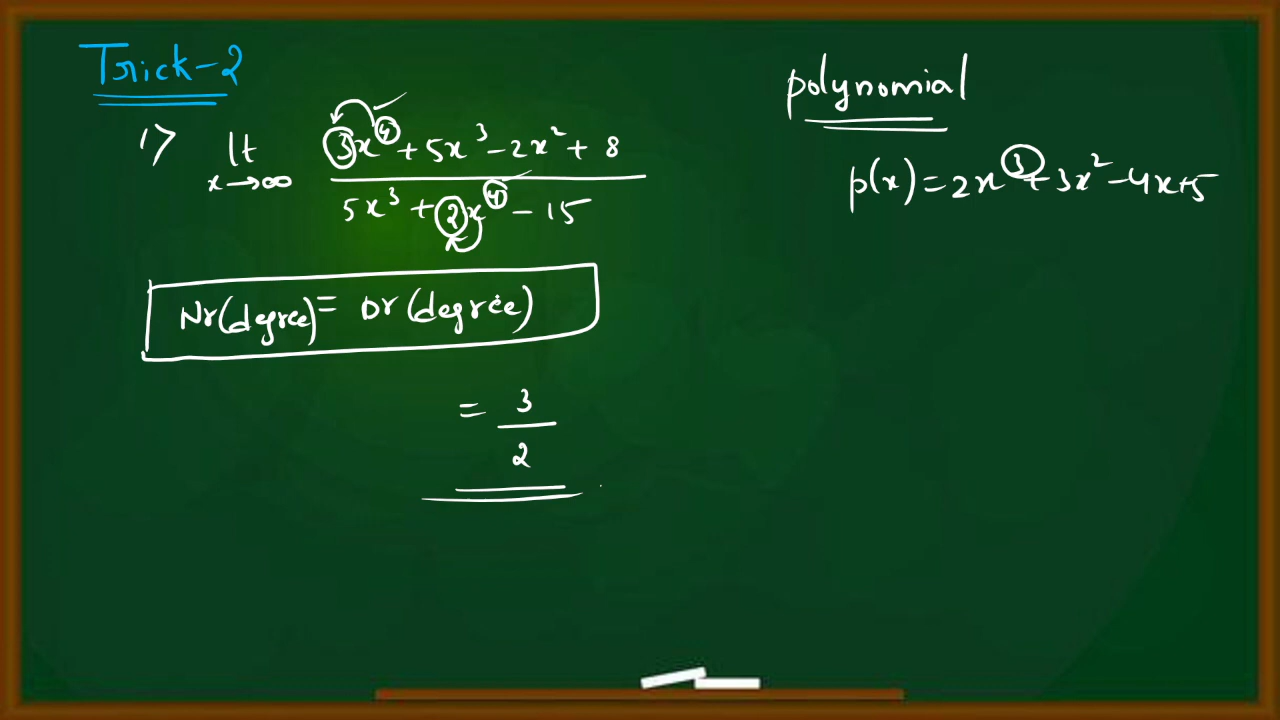 Trick-2
1> lt x→∞ (3x⁴ + 5x³ - 2x² + 8) / (5x³ + 2x⁴ - 15)
Nr(degree) = Dr(degree)
= 3/2
polynomial
p(x) = 2x³ + 3x² - 4x + 5